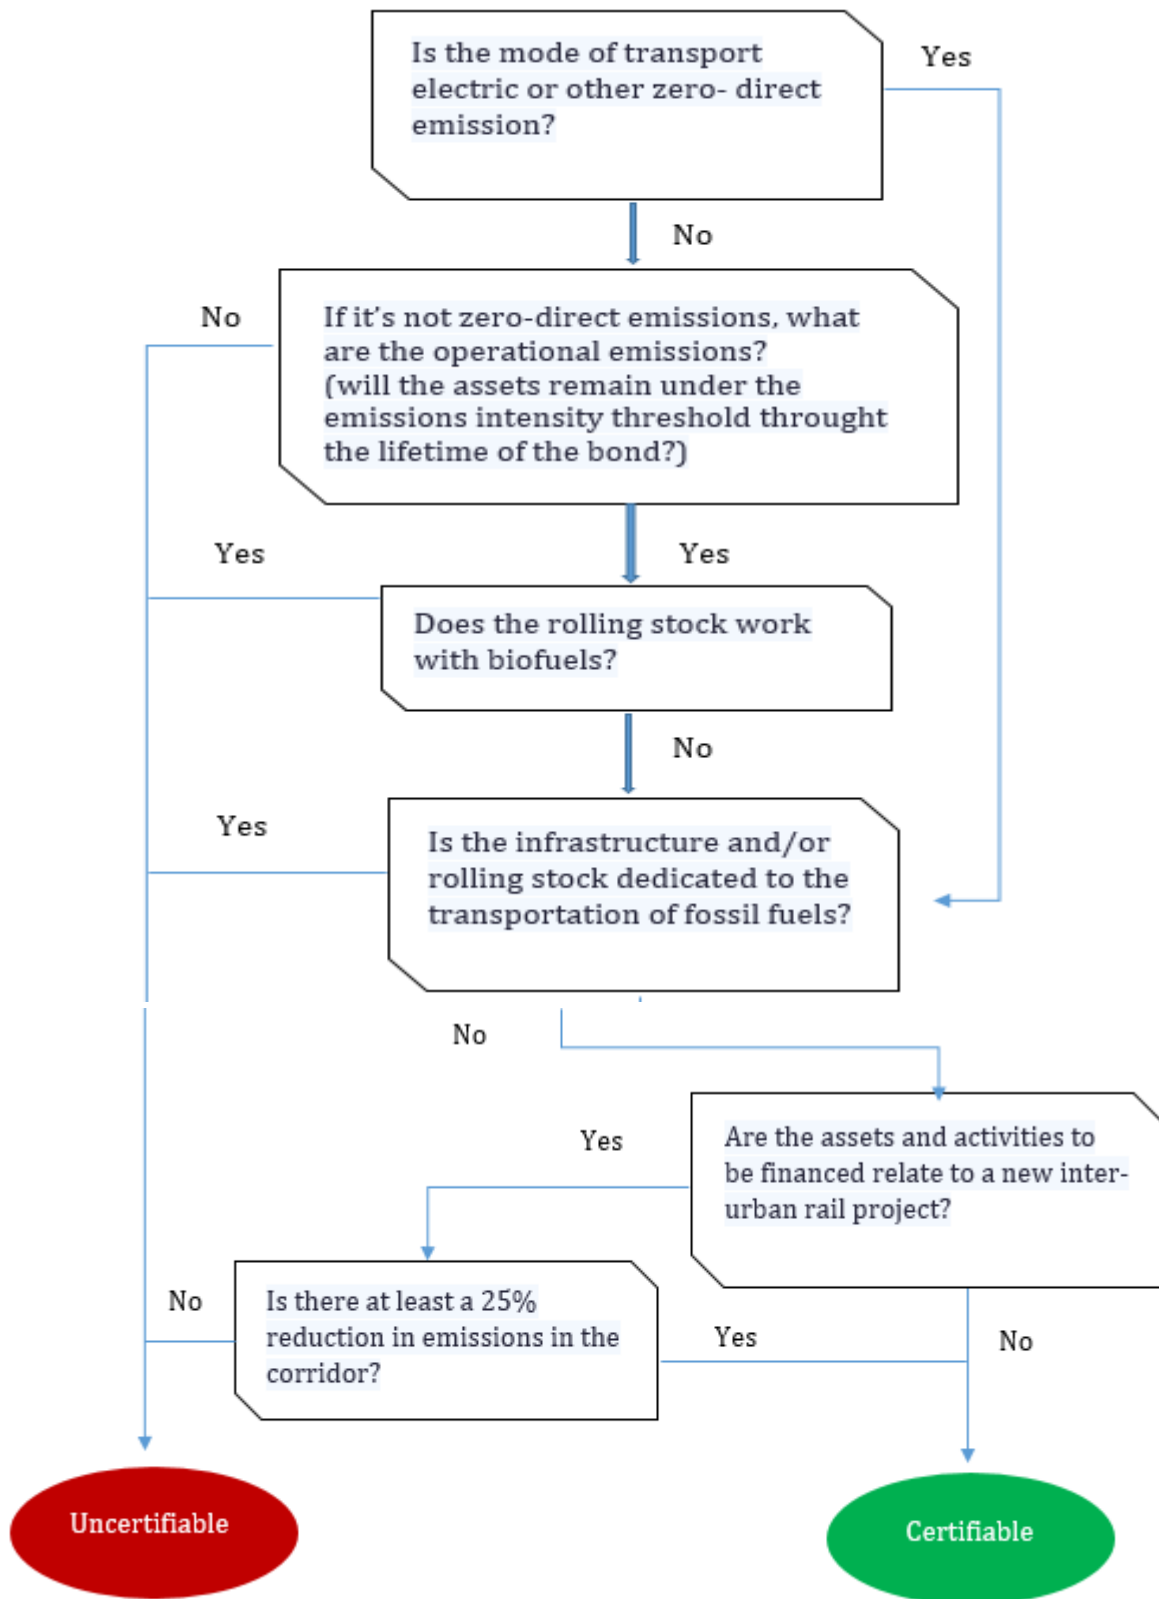 Is the mode of transport
electric or other zero- direct
emission?
Yes
No
If it's not zero-direct emissions, what
are the operational emissions?
(will the assets remain under the
emissions intensity threshold throught
the lifetime of the bond?)
No
Yes
Yes
Does the rolling stock work
with biofuels?
No
Yes
Is the infrastructure and/or
rolling stock dedicated to the
transportation of fossil fuels?
No
Are the assets and activities to
be financed relate to a new inter-
urban rail project?
Yes
No
Is there at least a 25%
reduction in emissions in the
corridor?
Yes
No
Uncertifiable
Certifiable